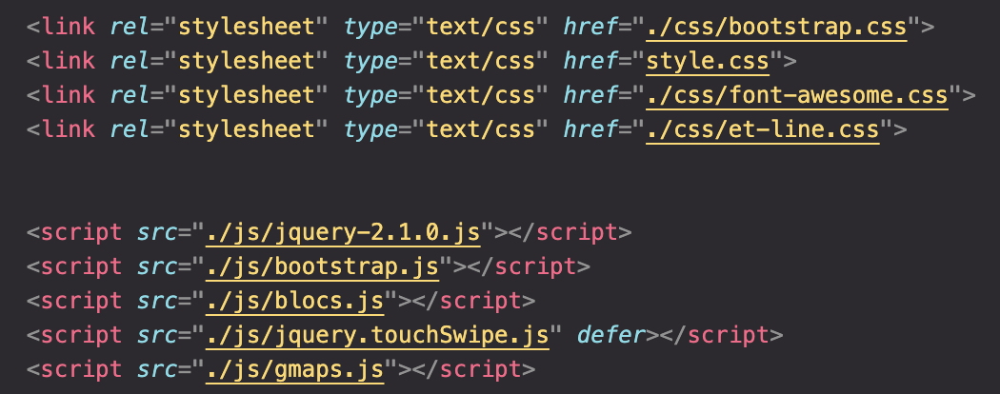 <link rel="stylesheet" type="text/css" href="./css/bootstrap.css">
<link rel="stylesheet" type="text/css" href="style.css">
<link rel="stylesheet" type="text/css" href="./css/font-awesome.css">
<link rel="stylesheet" type="text/css" href="./css/et-line.css">
<script src="./js/jquery-2.1.0.js"></script>
<script src="./js/bootstrap.js"></script>
<script src="./js/blocs.js"></script>
<script src="./js/jquery.touchSwipe.js" defer></script>
<script src="./js/gmaps.js"></script>